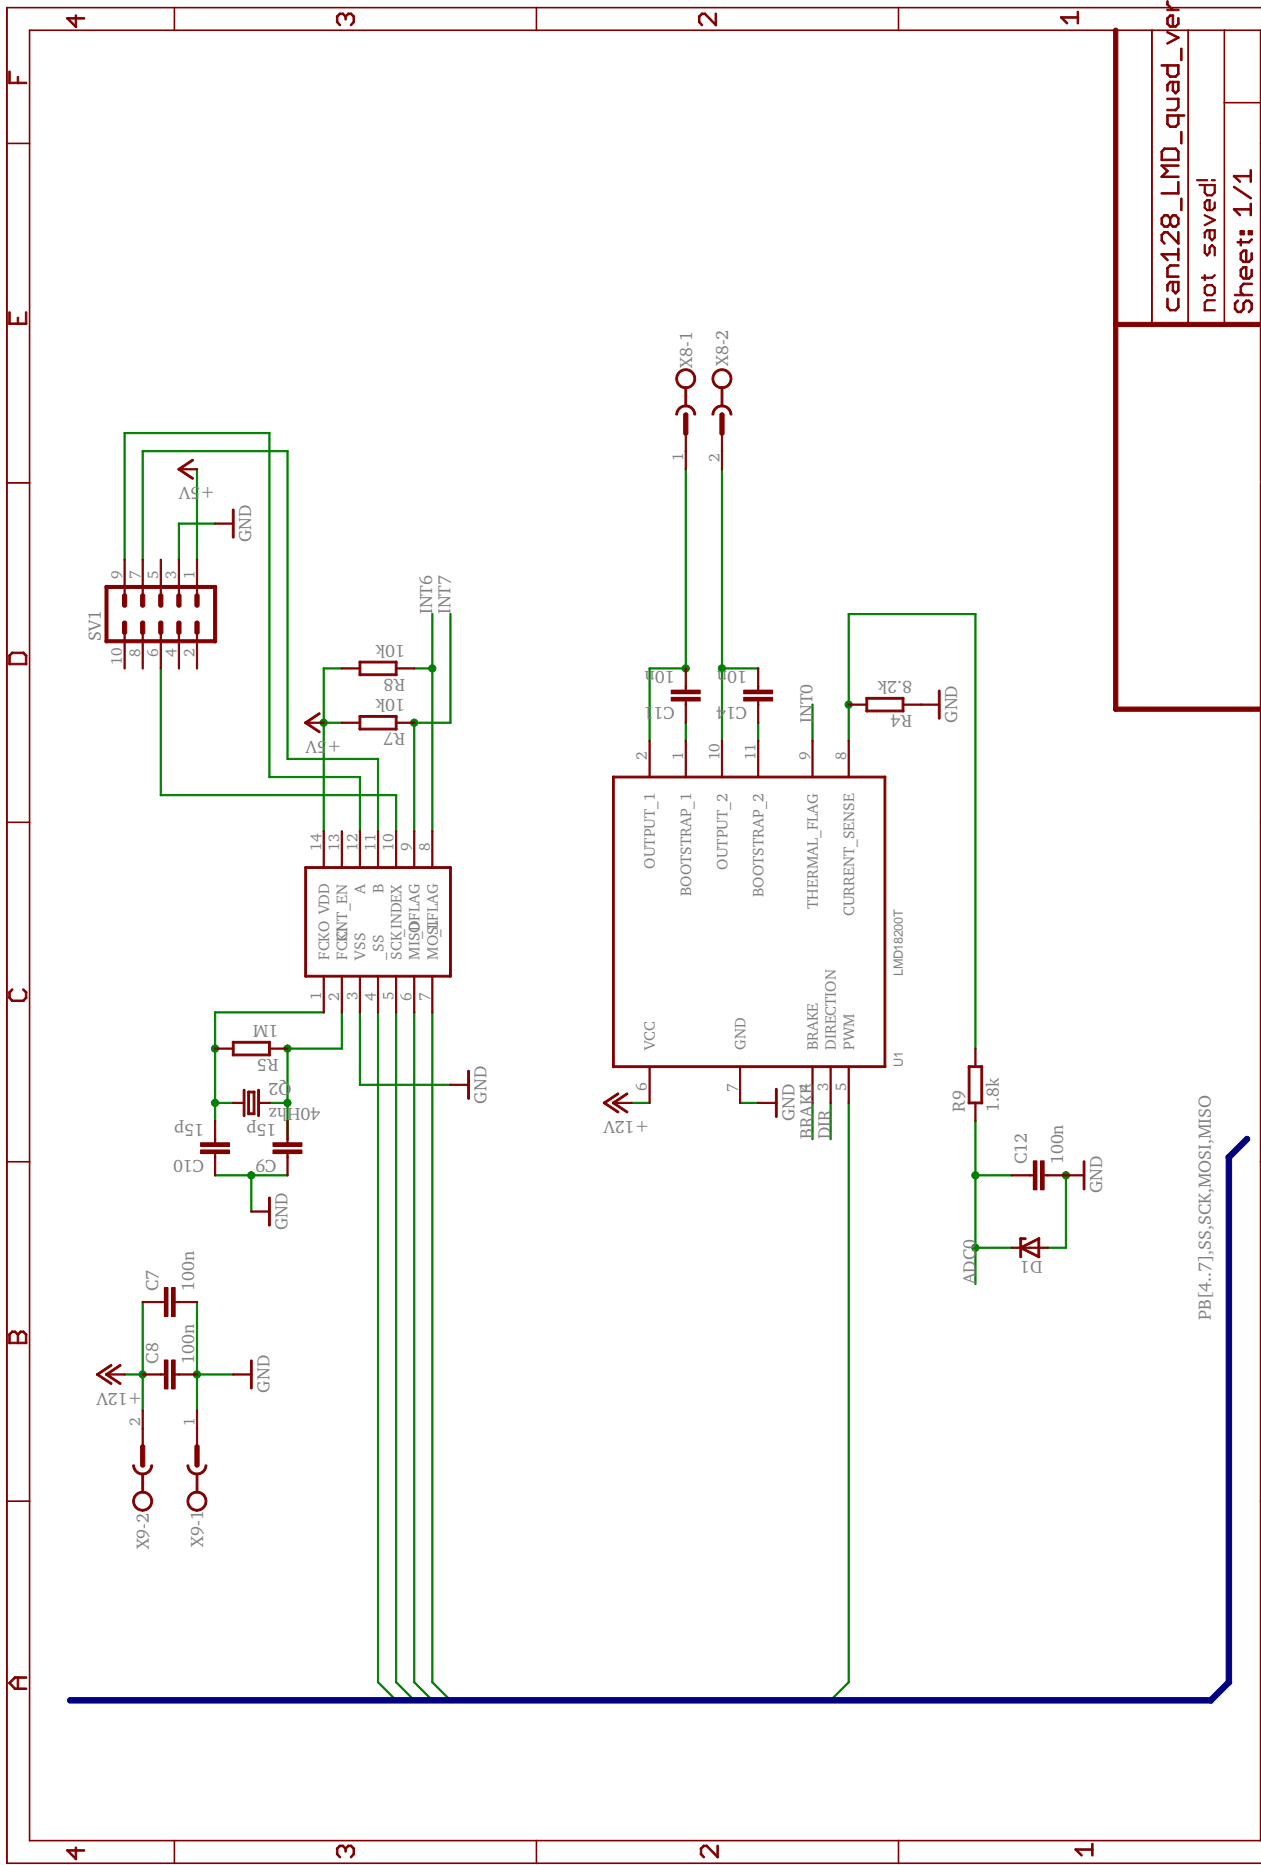 4
3
2
1
F
E
D
C
B
A
4
3
2
1
can128_LMD_quad_ver
not saved!
Sheet: 1/1
SV1
9
7
5
3
1
10
8
6
4
2
+5V
GND
INT6
INT7
10k
R8
10k
R7
+5V
14
13
12
11
10
9
8
FCKO VDD
VSS
A
_SS
B
SCK
INDEX
1
2
3
4
5
6
7
1M
R5
Q2
40Hhz
15p
C10
15p
C9
GND
GND
C7
100n
C8
100n
+12V
GND
2
1
X9-2
X9-1
X8-1
X8-2
1
2
10n
C11
10n
C14
INT0
8.2k
R4
GND
2
1
10
11
9
8
OUTPUT_1
BOOTSTRAP_1
OUTPUT_2
BOOTSTRAP_2
THERMAL_FLAG
CURRENT_SENSE
LMD18200T
U1
VCC
GND
BRAKE
DIRECTION
PWM
6
7
4
3
5
+12V
GND
BRAKE
DIR
R9
1.8k
C12
100n
GND
D1
ADC0
PB[4..7],SS,SCK,MOSI,MISO